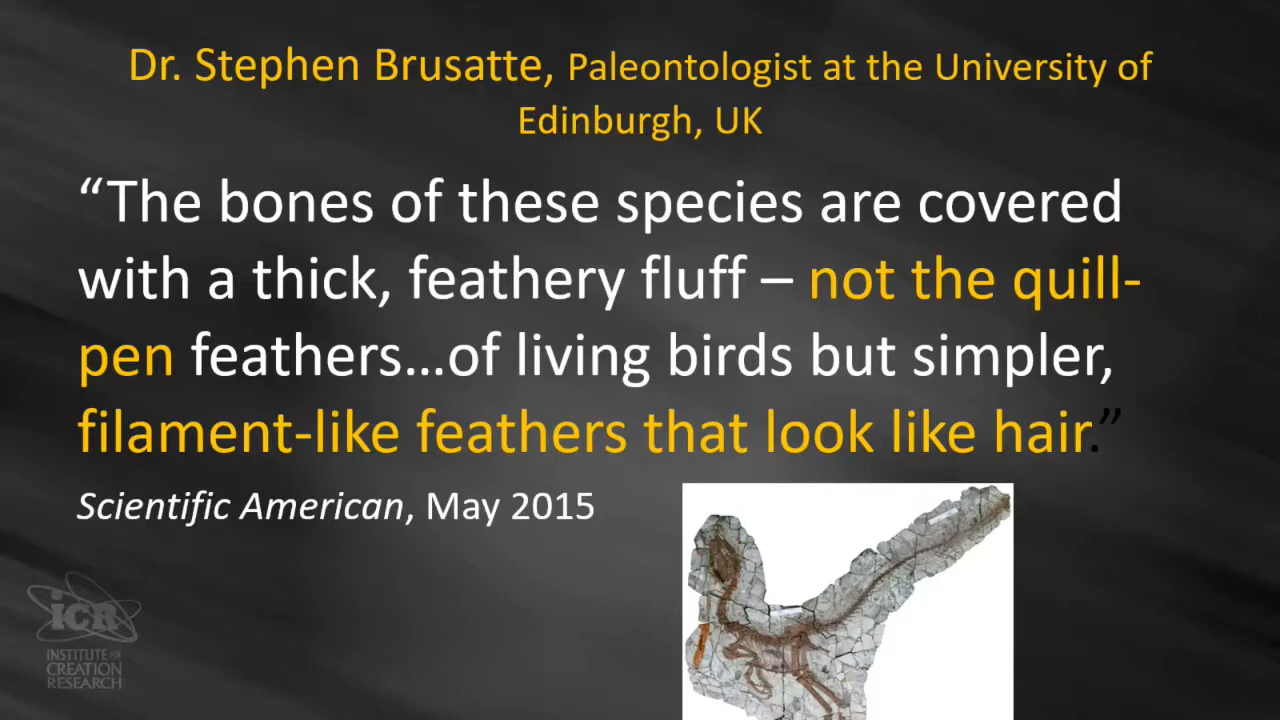 Dr. Stephen Brusatte, Paleontologist at the University of
Edinburgh, UK
“The bones of these species are covered
with a thick, feathery fluff – not the quill-
pen feathers…of living birds but simpler,
filament-like feathers that look like hair.”
Scientific American, May 2015
iCR
INSTITUTE FOR
CREATION
RESEARCH